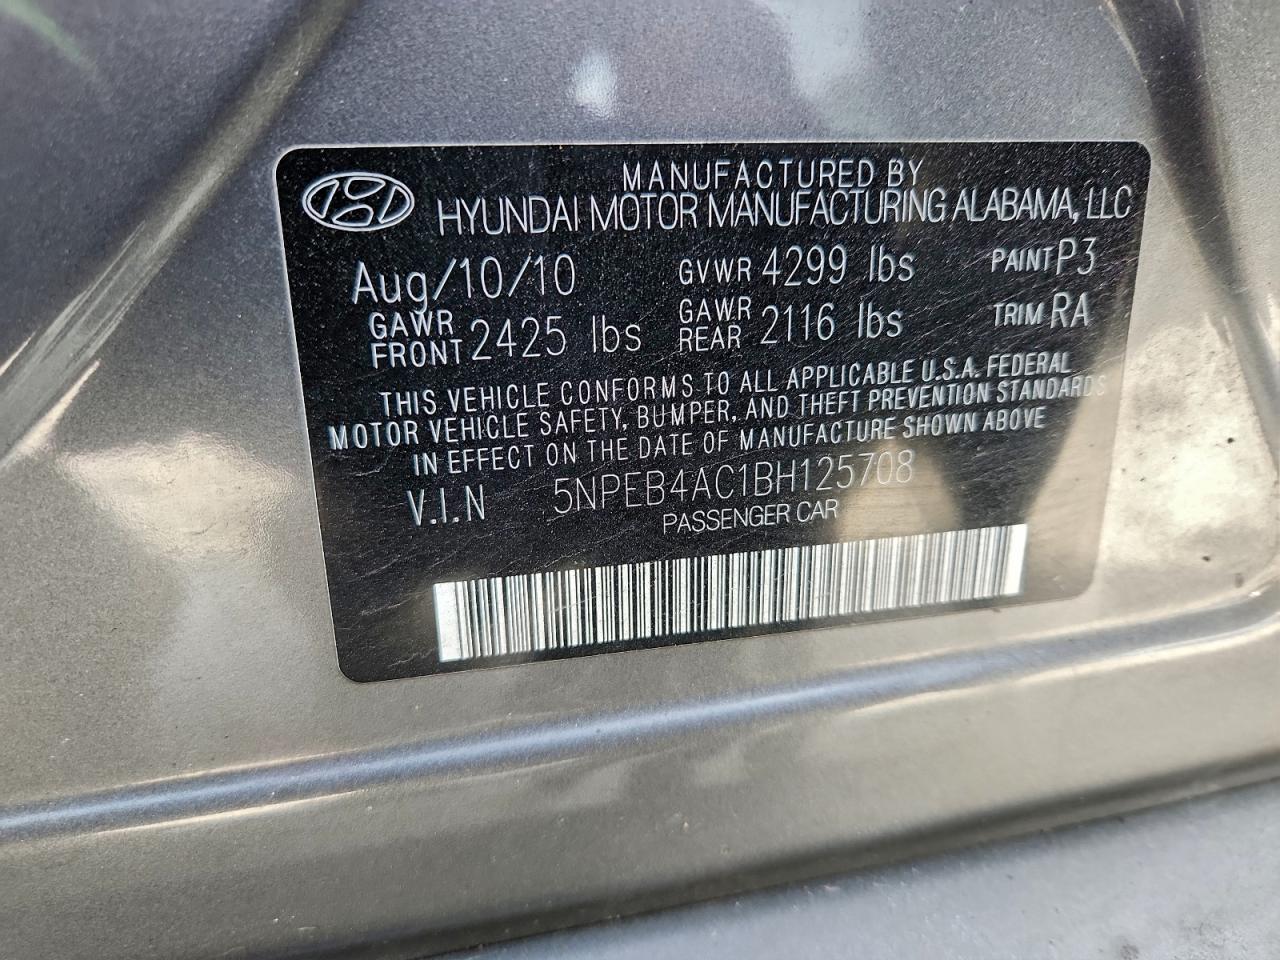 MANUFACTURED BY
HYUNDAI MOTOR MANUFACTURING ALABAMA, LLC
Aug/10/10 GVWR 4299 lbs PAINT P3
GAWR FRONT 2425 lbs GAWR REAR 2116 lbs TRIM RA
THIS VEHICLE CONFORMS TO ALL APPLICABLE U.S.A. FEDERAL
MOTOR VEHICLE SAFETY, BUMPER, AND THEFT PREVENTION STANDARDS
IN EFFECT ON THE DATE OF MANUFACTURE SHOWN ABOVE
V.I.N 5NPEB4AC1BH125708
PASSENGER CAR